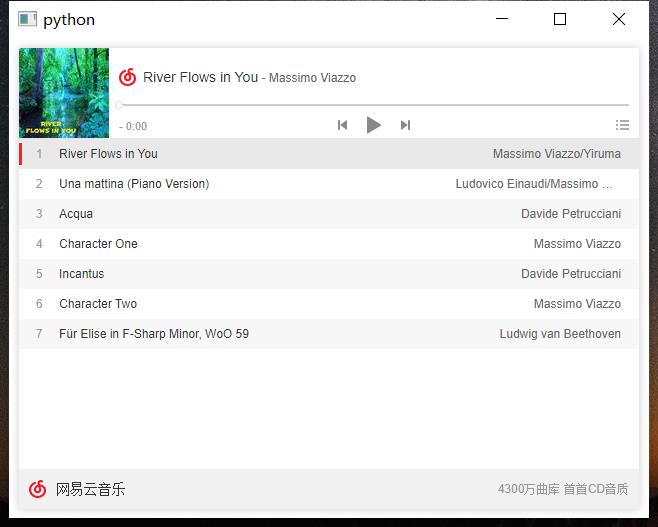 python
River Flows in You - Massimo Viazzo
RIVER
FLOWS IN YOU
- 0:00
1 River Flows in You Massimo Viazzo/Yiruma
2 Una mattina (Piano Version) Ludovico Einaudi/Massimo ...
3 Acqua Davide Petrucciani
4 Character One Massimo Viazzo
5 Incantus Davide Petrucciani
6 Character Two Massimo Viazzo
7 Für Elise in F-Sharp Minor, WoO 59 Ludwig van Beethoven
网易云音乐 4300万曲库 首首CD音质